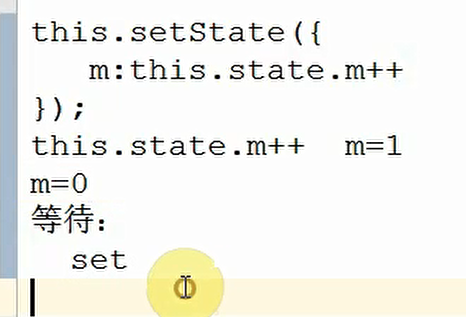 this.setState({
m:this.state.m++
});
this.state.m++ m=1
m=0
等待:
set